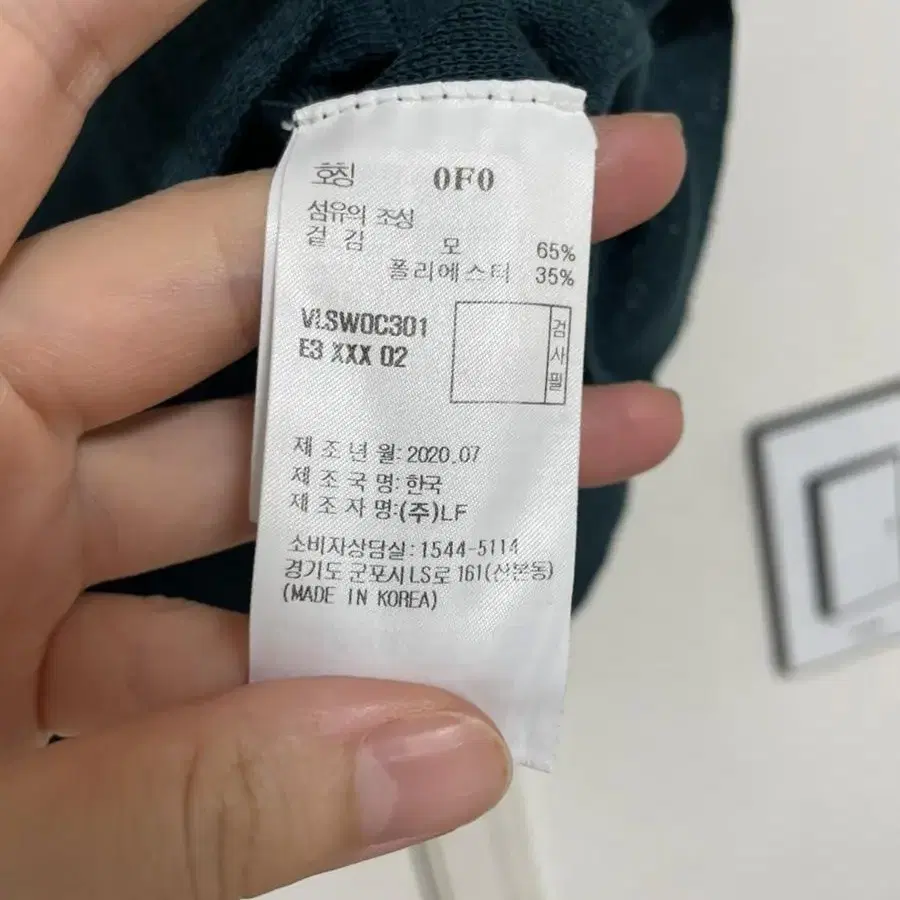 호칭 0F0
섬유의 조성
겉 감 모 65%
폴리에스터 35%
VLSWOC301
E3 XXX 02
검사필
제 조 년 월: 2020.07
제 조 국 명: 한국
제 조 자 명:(주)LF
소비자상담실: 1544-5114
경기도 군포시 LS로 161(산본동)
(MADE IN KOREA)